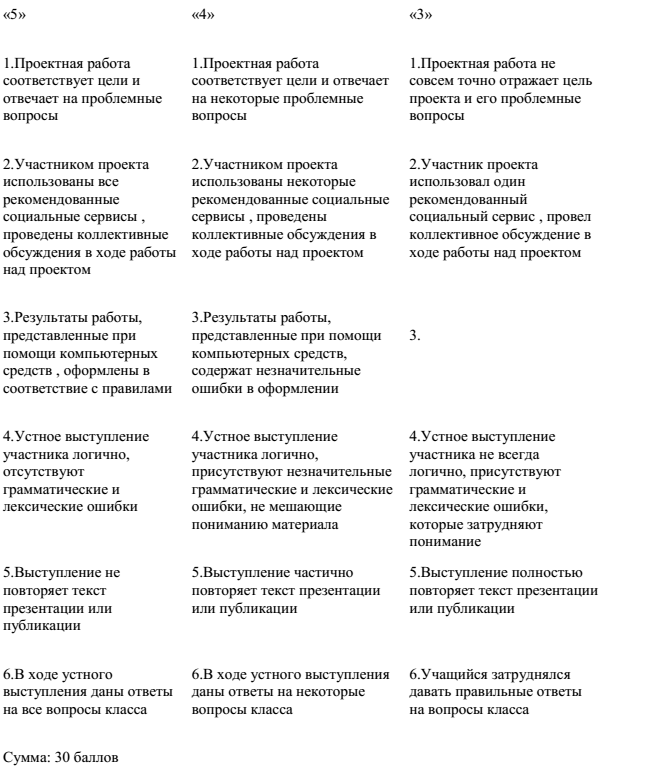 «5»
«4»
«3»
1.Проектная работа
соответствует цели и
отвечает на проблемные
вопросы
1.Проектная работа
соответствует цели и отвечает
на некоторые проблемные
вопросы
1.Проектная работа не
совсем точно отражает цель
проекта и его проблемные
вопросы
2.Участником проекта
использованы все
рекомендованные
социальные сервисы ,
проведены коллективные
обсуждения в ходе работы
над проектом
2.Участником проекта
использованы некоторые
рекомендованные социальные
сервисы , проведены
коллективные обсуждения в
ходе работы над проектом
2.Участник проекта
использовал один
рекомендованный
социальный сервис , провел
коллективное обсуждение в
ходе работы над проектом
3.Результаты работы,
представленные при
помощи компьютерных
средств , оформлены в
соответствие с правилами
3.Результаты работы,
представленные при помощи
компьютерных средств,
содержат незначительные
ошибки в оформлении
3.
4.Устное выступление
участника логично,
отсутствуют
грамматические и
лексические ошибки
4.Устное выступление
участника логично,
присутствуют незначительные
грамматические и лексические
ошибки, не мешающие
пониманию материала
4.Устное выступление
участника не всегда
логично, присутствуют
грамматические и
лексические ошибки,
которые затрудняют
понимание
5.Выступление не
повторяет текст
презентации или
публикации
5.Выступление частично
повторяет текст презентации
или публикации
5.Выступление полностью
повторяет текст презентации
или публикации
6.В ходе устного
выступления даны ответы
на все вопросы класса
6.В ходе устного выступления
даны ответы на некоторые
вопросы класса
6.Учащийся затруднялся
давать правильные ответы
на вопросы класса
Сумма: 30 баллов